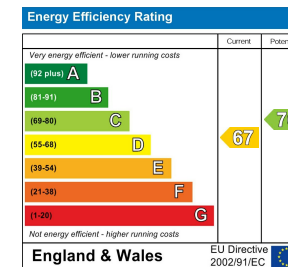 Energy Efficiency Rating
Current
Very energy efficient - lower running costs
(92 plus) A
(81-91) B
(69-80) C
(55-68) D
(39-54) E
(21-38) F
(1-20) G
67
Not energy efficient - higher running costs
England & Wales
EU Directive
2002/91/EC